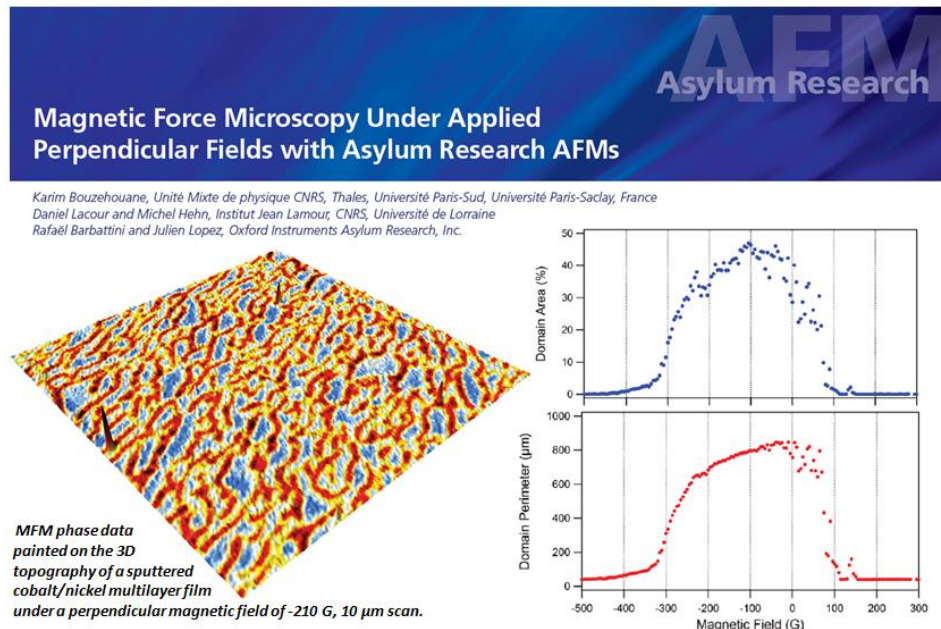 AFM
Asylum Research
Magnetic Force Microscopy Under Applied
Perpendicular Fields with Asylum Research AFMs
Karim Bouzehouane, Unité Mixte de physique CNRS, Thales, Université Paris-Sud, Université Paris-Saclay, France
Daniel Lacour and Michel Hehn, Institut Jean Lamour, CNRS, Université de Lorraine
Rafaël Barbattini and Julien Lopez, Oxford Instruments Asylum Research, Inc.
MFM phase data
painted on the 3D
topography of a sputtered
cobalt/nickel multilayer film
under a perpendicular magnetic field of -210 G, 10 µm scan.
Domain Area (%)
50
40
30
20
10
0
Domain Perimeter (µm)
1000
800
600
400
200
0
-500 -400 -300 -200 -100 0 100 200 300
Magnetic Field (G)